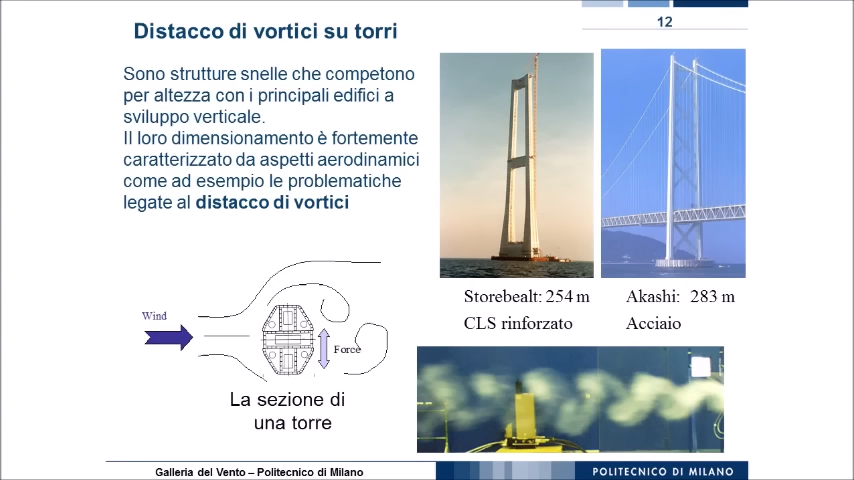 Distacco di vortici su torri
12
Sono strutture snelle che competono
per altezza con i principali edifici a
sviluppo verticale.
Il loro dimensionamento è fortemente
caratterizzato da aspetti aerodinamici
come ad esempio le problematiche
legate al distacco di vortici
Storebealt: 254 m
CLS rinforzato
Akashi: 283 m
Acciaio
Wind
Force
La sezione di
una torre
Galleria del Vento – Politecnico di Milano
POLITECNICO DI MILANO